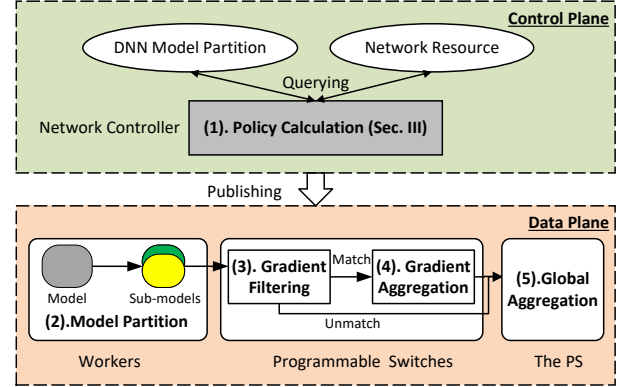 Control Plane
DNN Model Partition
Network Resource
Querying
Network Controller
(1). Policy Calculation (Sec. III)
Publishing
Data Plane
Model
Sub-models
(2).Model Partition
(3). Gradient
Filtering
Match
(4). Gradient
Aggregation
Unmatch
(5).Global
Aggregation
Workers
Programmable Switches
The PS